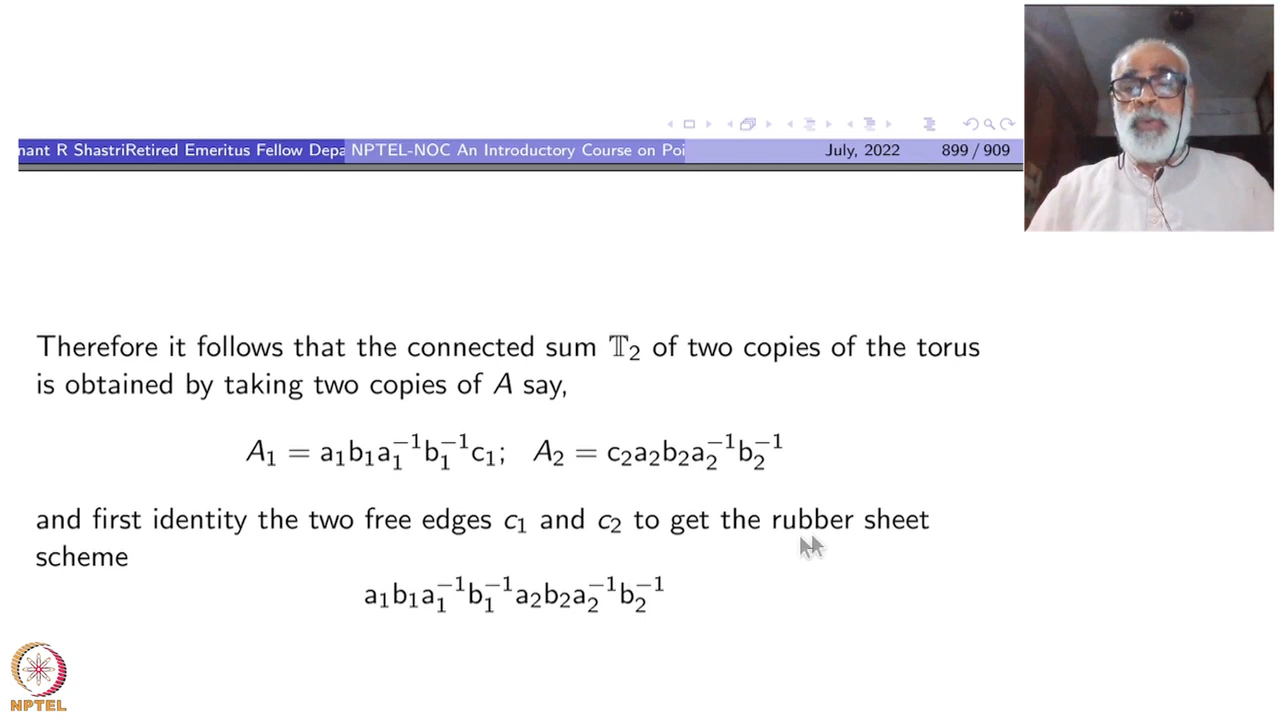 nant R ShastriRetired Emeritus Fellow Depa NPTEL-NOC An Introductory Course on Poi July, 2022 899 / 909
Therefore it follows that the connected sum 𝕋₂ of two copies of the torus
is obtained by taking two copies of A say,
A₁ = a₁b₁a₁⁻¹b₁⁻¹c₁; A₂ = c₂a₂b₂a₂⁻¹b₂⁻¹
and first identity the two free edges c₁ and c₂ to get the rubber sheet
scheme
a₁b₁a₁⁻¹b₁⁻¹a₂b₂a₂⁻¹b₂⁻¹
NPTEL